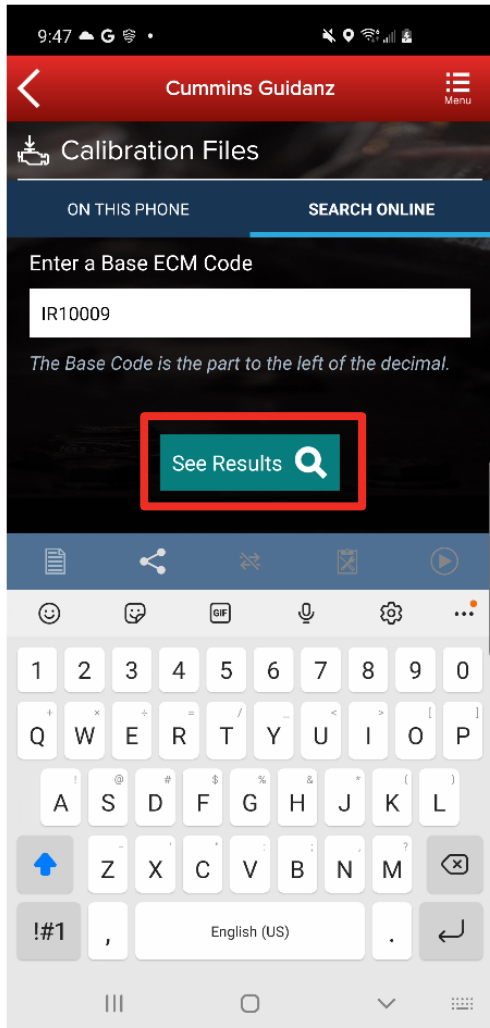 9:47 G
Cummins Guidanz
Menu
Calibration Files
ON THIS PHONE SEARCH ONLINE
Enter a Base ECM Code
IR10009
The Base Code is the part to the left of the decimal.
See Results
GIF
1 2 3 4 5 6 7 8 9 0
+ × ÷ = / _ < > [ ]
Q W E R T Y U I O P
! @ # $ % & * ( )
A S D F G H J K L
- ' " : ; , ?
Z X C V B N M
!#1 , English (US) .